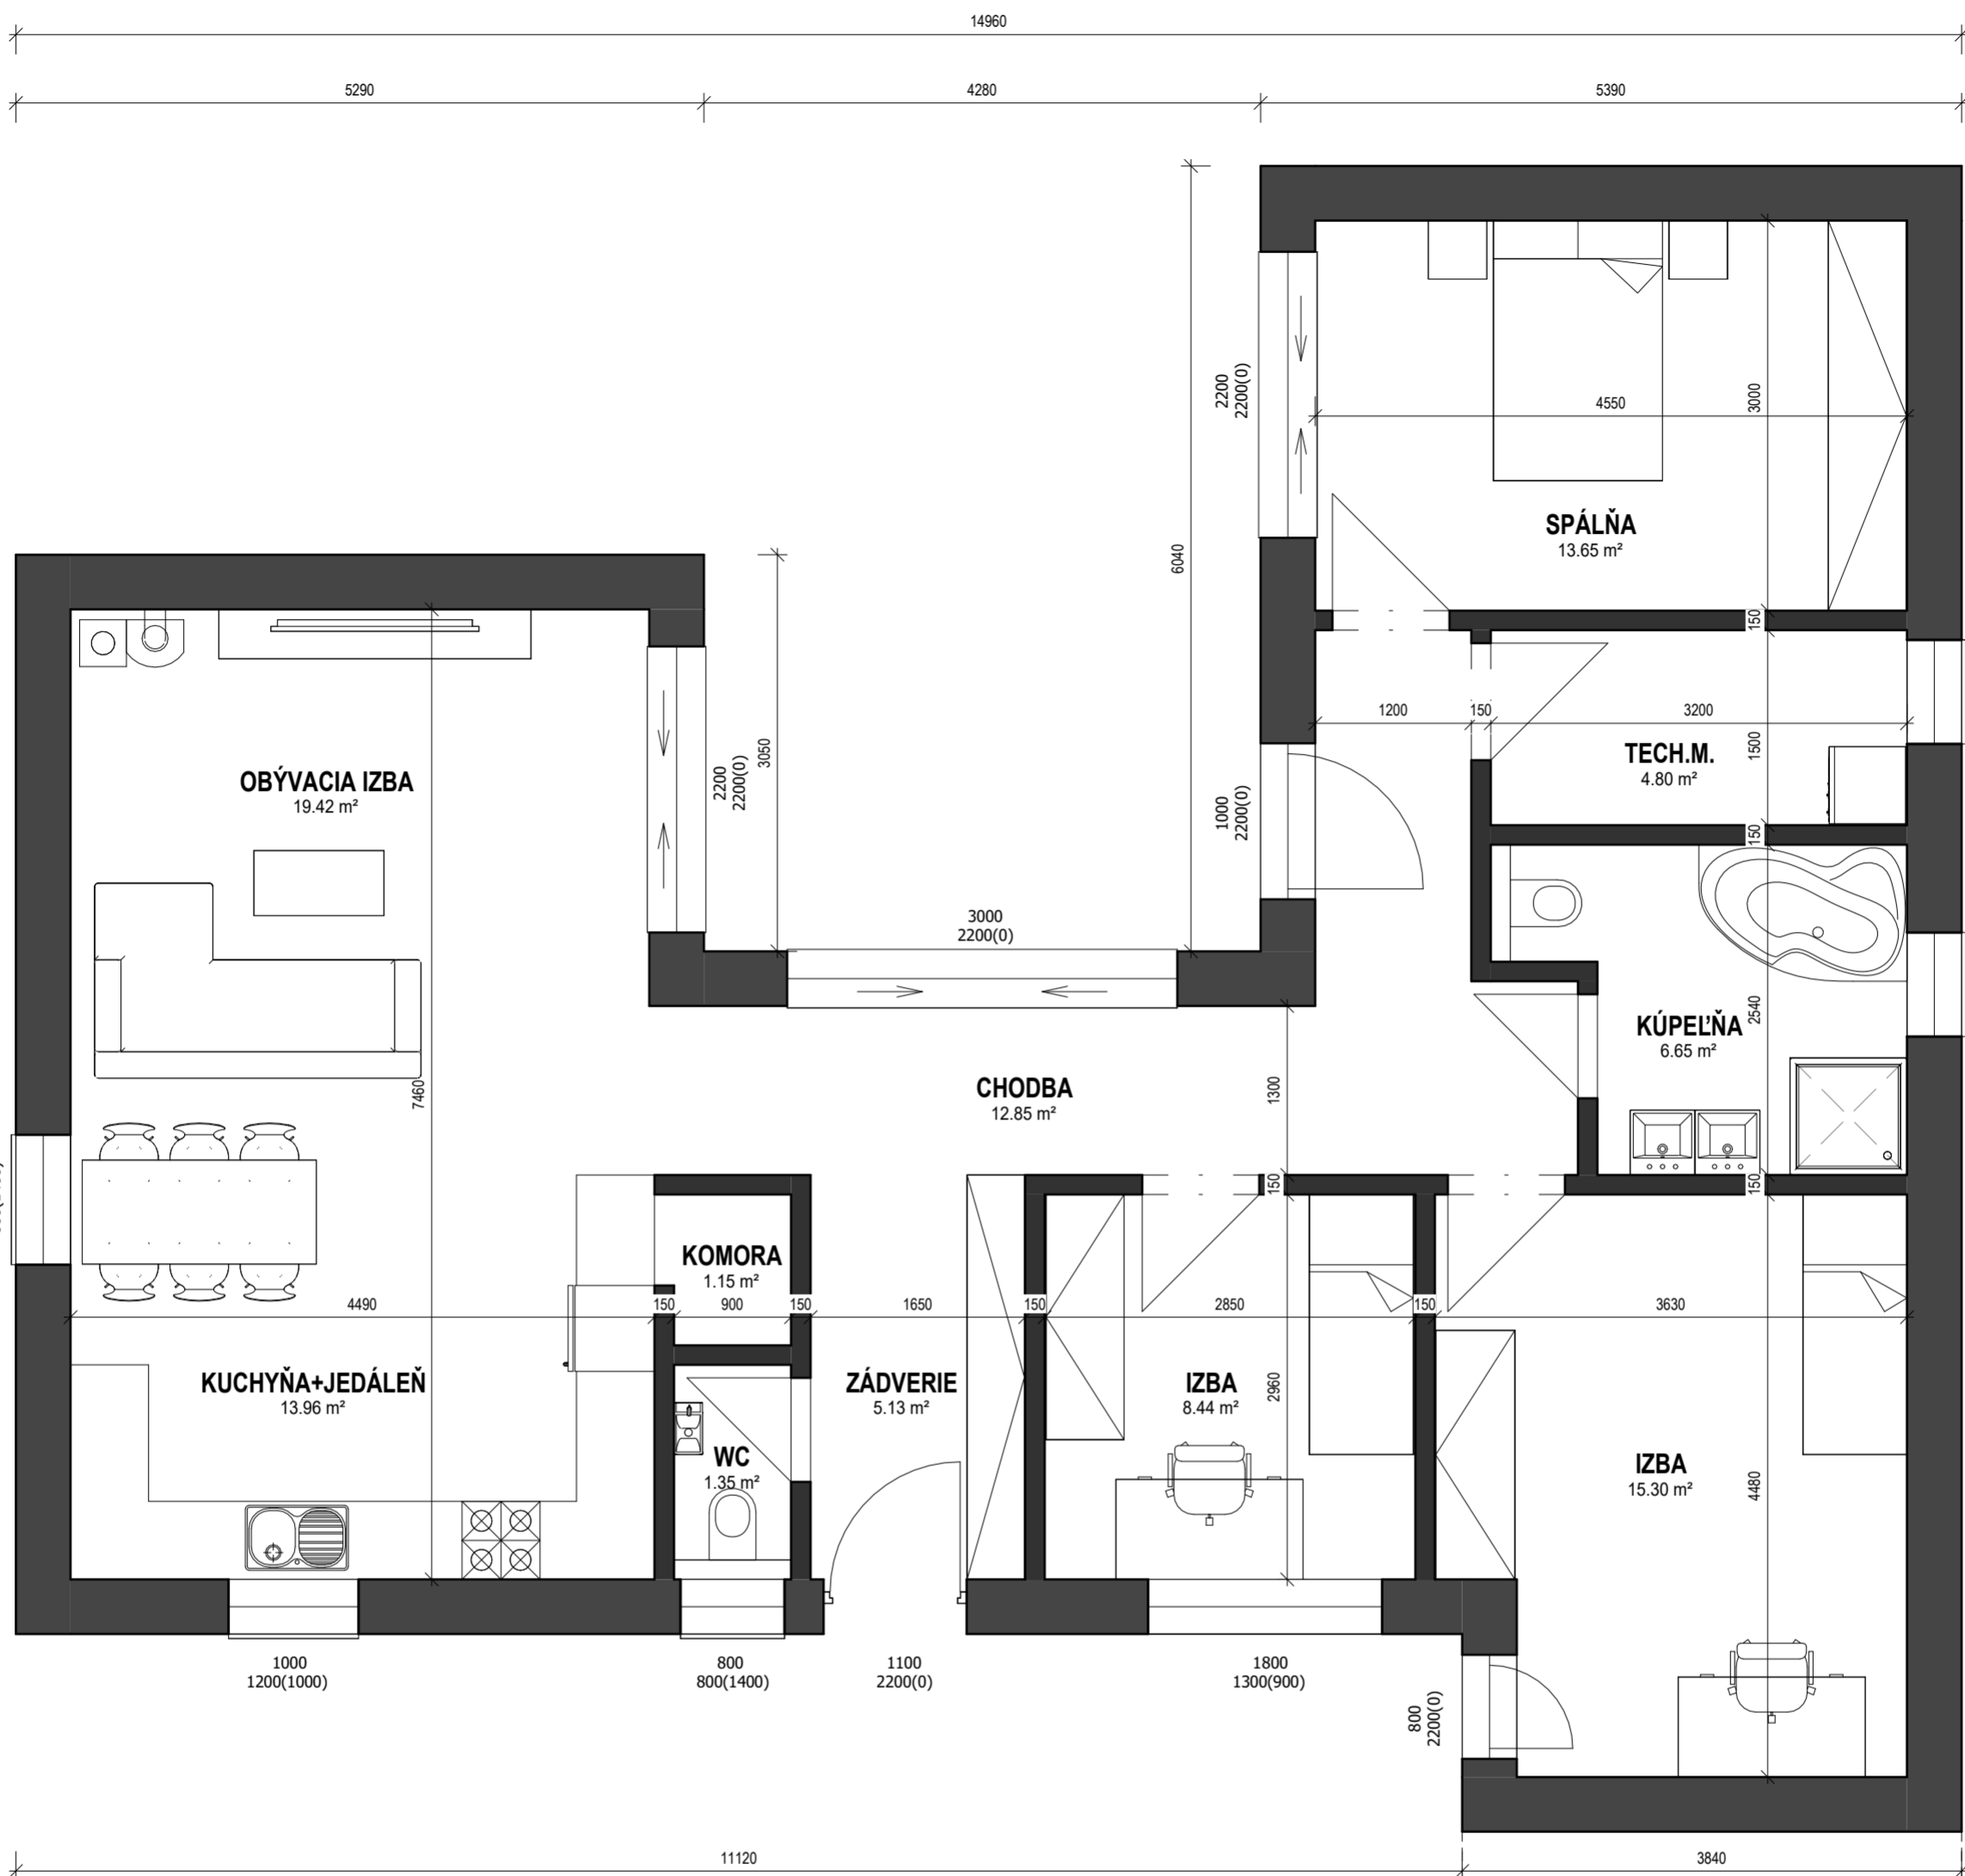 14960
5290
4280
5390
2200
2200(0)
6040
4550
3000
SPÁLŇA
13.65 m²
150
1200
150
3200
TECH.M.
4.80 m²
1500
OBÝVACIA IZBA
19.42 m²
2200
2200(0)
3050
1000
2200(0)
150
3000
2200(0)
KÚPEĽŇA
6.65 m²
2540
7460
CHODBA
12.85 m²
1300
150
150
KOMORA
1.15 m²
4490
150
900
150
1650
150
2850
150
3630
KUCHYŇA+JEDÁLEŇ
13.96 m²
ZÁDVERIE
5.13 m²
IZBA
8.44 m²
2960
WC
1.35 m²
IZBA
15.30 m²
4480
1000
1200(1000)
800
800(1400)
1100
2200(0)
1800
1300(900)
800
2200(0)
11120
3840